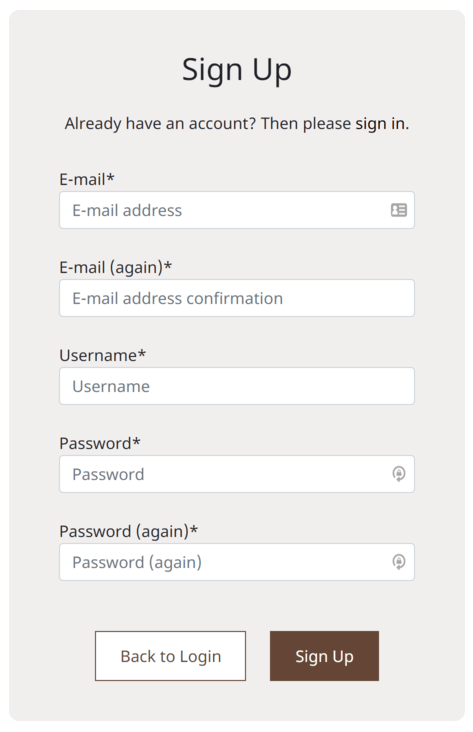 Sign Up
Already have an account? Then please sign in.
E-mail*
E-mail address
E-mail (again)*
E-mail address confirmation
Username*
Username
Password*
Password
Password (again)*
Password (again)
Back to Login
Sign Up